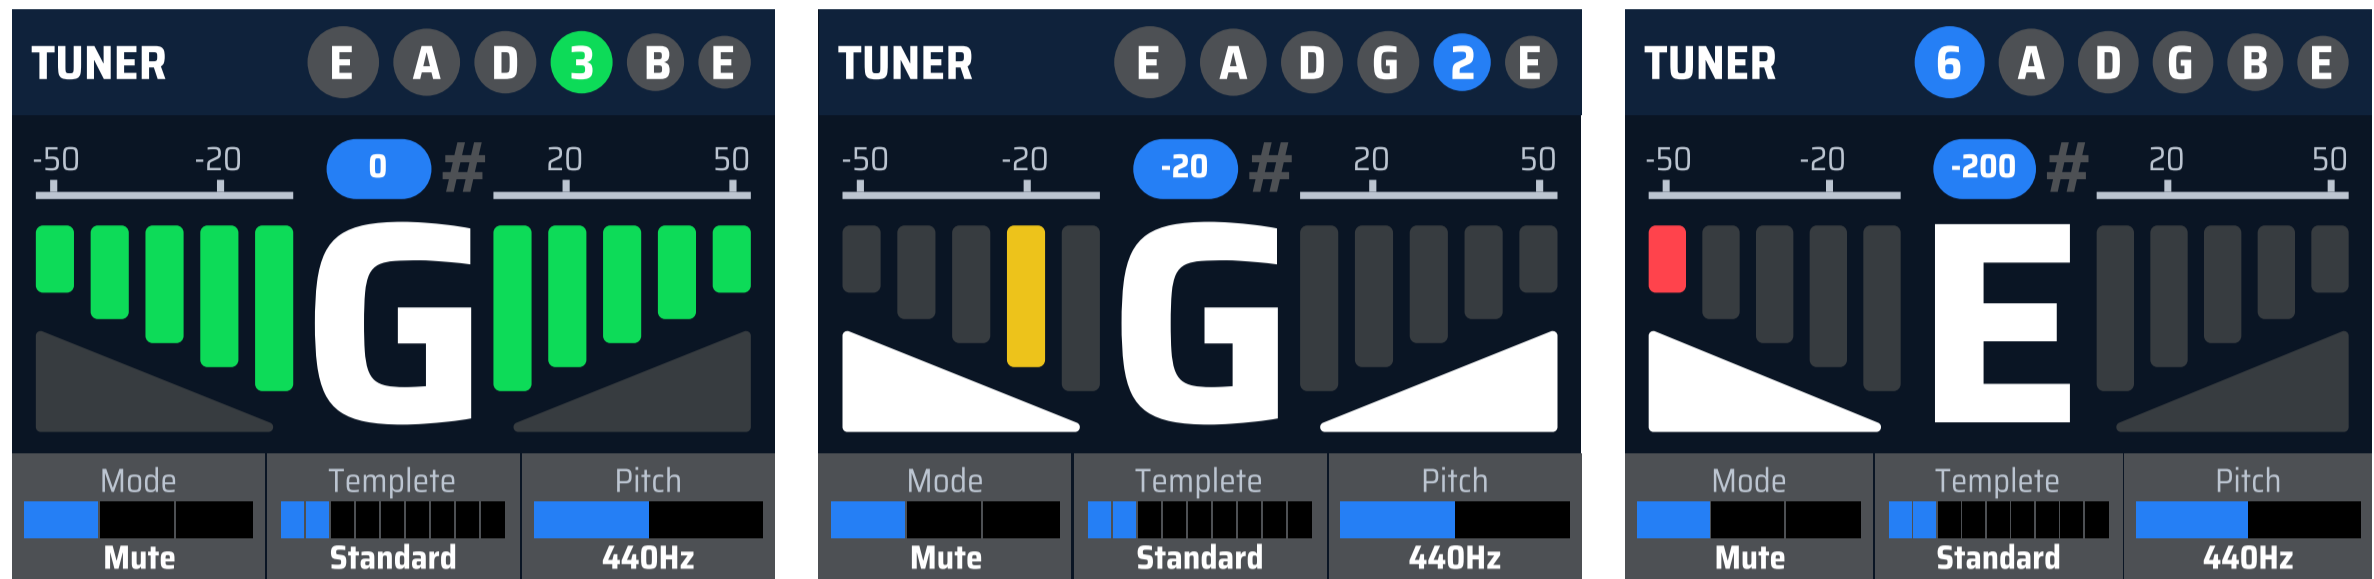 TUNER E A D 3 B E
-50 -20 0 # 20 50
G
Mode Templete Pitch
Mute Standard 440Hz
TUNER E A D G 2 E
-50 -20 -20 # 20 50
G
Mode Templete Pitch
Mute Standard 440Hz
TUNER 6 A D G B E
-50 -20 -200 # 20 50
E
Mode Templete Pitch
Mute Standard 440Hz